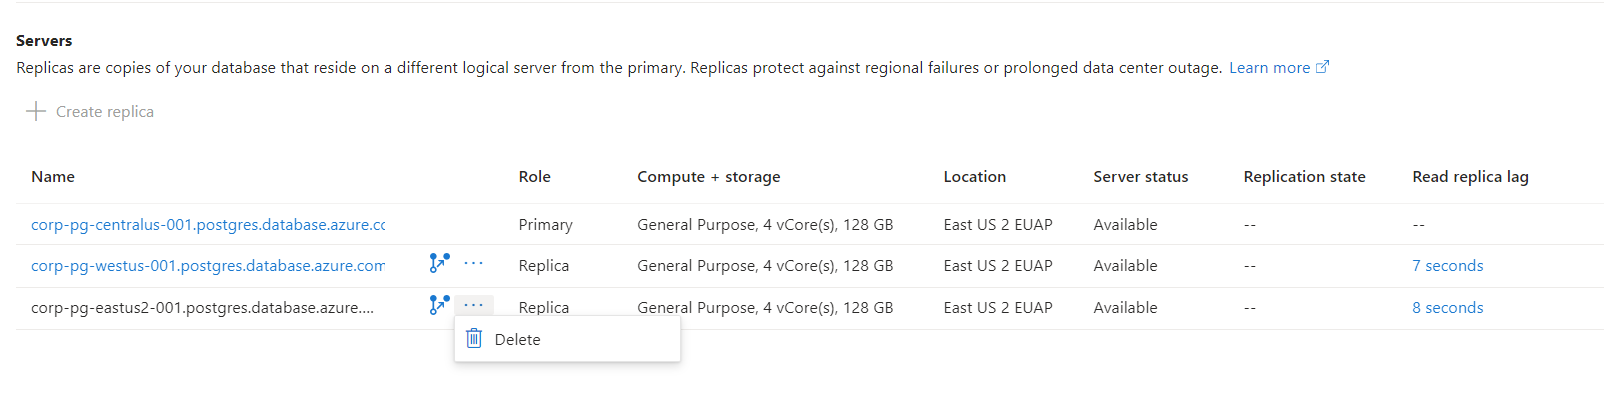 Servers
Replicas are copies of your database that reside on a different logical server from the primary. Replicas protect against regional failures or prolonged data center outage. Learn more
Create replica
Name Role Compute + storage Location Server status Replication state Read replica lag
corp-pg-centralus-001.postgres.database.azure.cc Primary General Purpose, 4 vCore(s), 128 GB East US 2 EUAP Available -- --
corp-pg-westus-001.postgres.database.azure.com ··· Replica General Purpose, 4 vCore(s), 128 GB East US 2 EUAP Available -- 7 seconds
corp-pg-eastus2-001.postgres.database.azure.... ··· Replica General Purpose, 4 vCore(s), 128 GB East US 2 EUAP Available -- 8 seconds
Delete